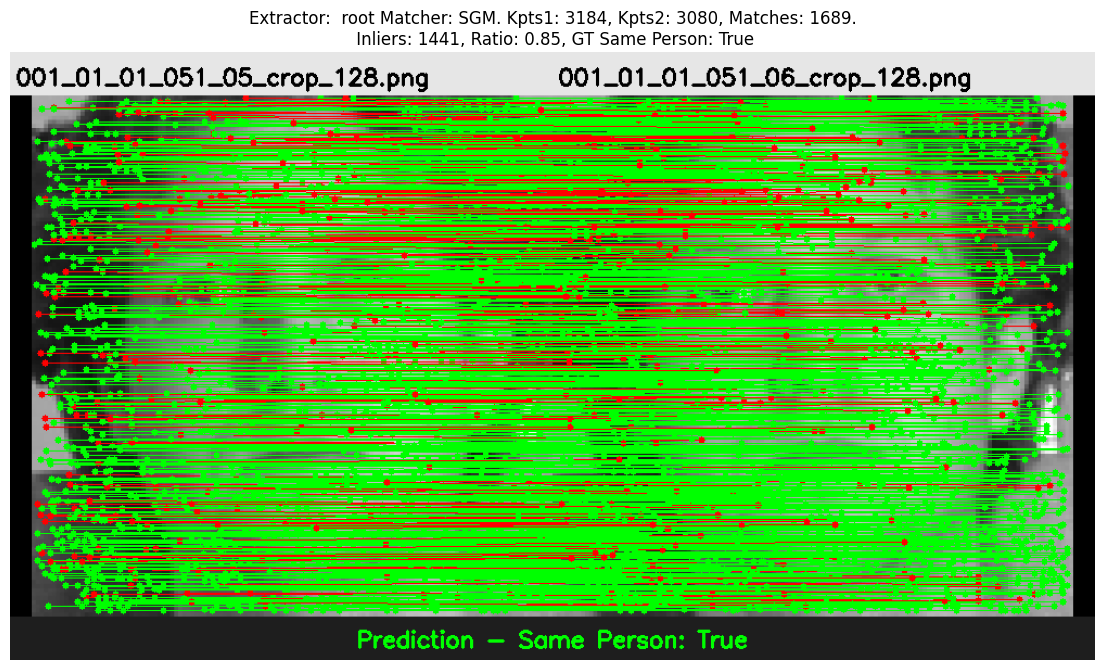 Extractor:  root Matcher: SGM. Kpts1: 3184, Kpts2: 3080, Matches: 1689.
Inliers: 1441, Ratio: 0.85, GT Same Person: True
001_01_01_051_05_crop_128.png 001_01_01_051_06_crop_128.png
Prediction - Same Person: True